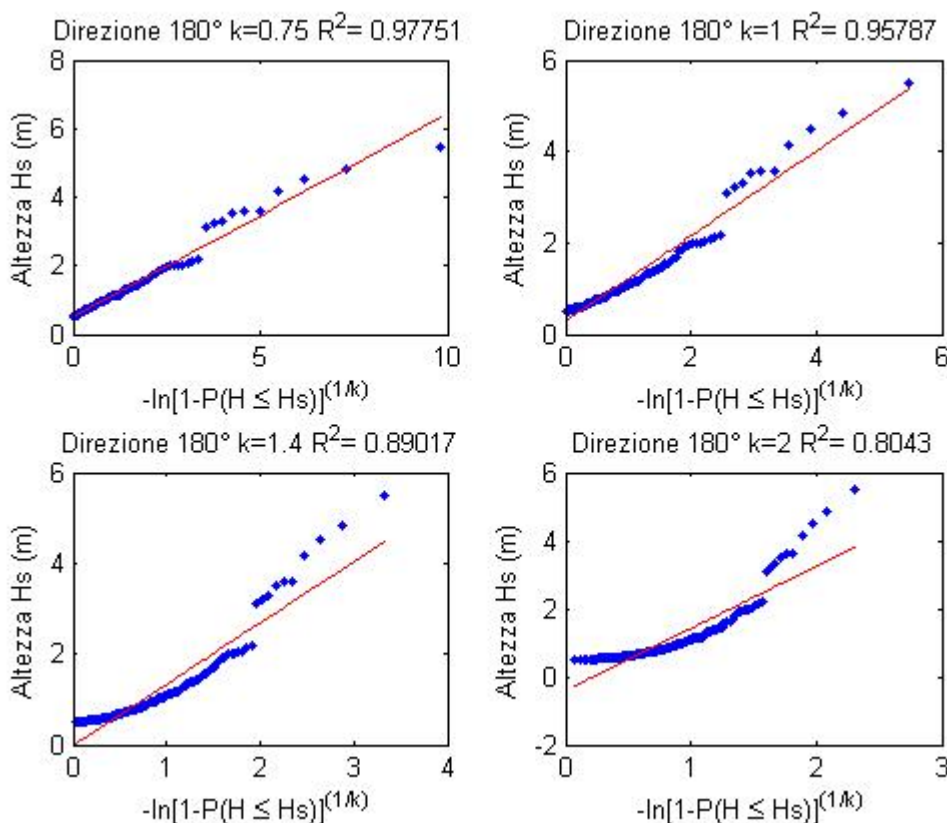 Direzione 180° k=0.75 R²= 0.97751
Altezza Hs (m)
8
6
4
2
0
0 5 10
-ln[1-P(H ≤ Hs)]^(1/k)
Direzione 180° k=1 R²= 0.95787
Altezza Hs (m)
6
4
2
0
0 2 4 6
-ln[1-P(H ≤ Hs)]^(1/k)
Direzione 180° k=1.4 R²= 0.89017
Altezza Hs (m)
6
4
2
0
0 1 2 3 4
-ln[1-P(H ≤ Hs)]^(1/k)
Direzione 180° k=2 R²= 0.8043
Altezza Hs (m)
6
4
2
0
-2
0 1 2 3
-ln[1-P(H ≤ Hs)]^(1/k)